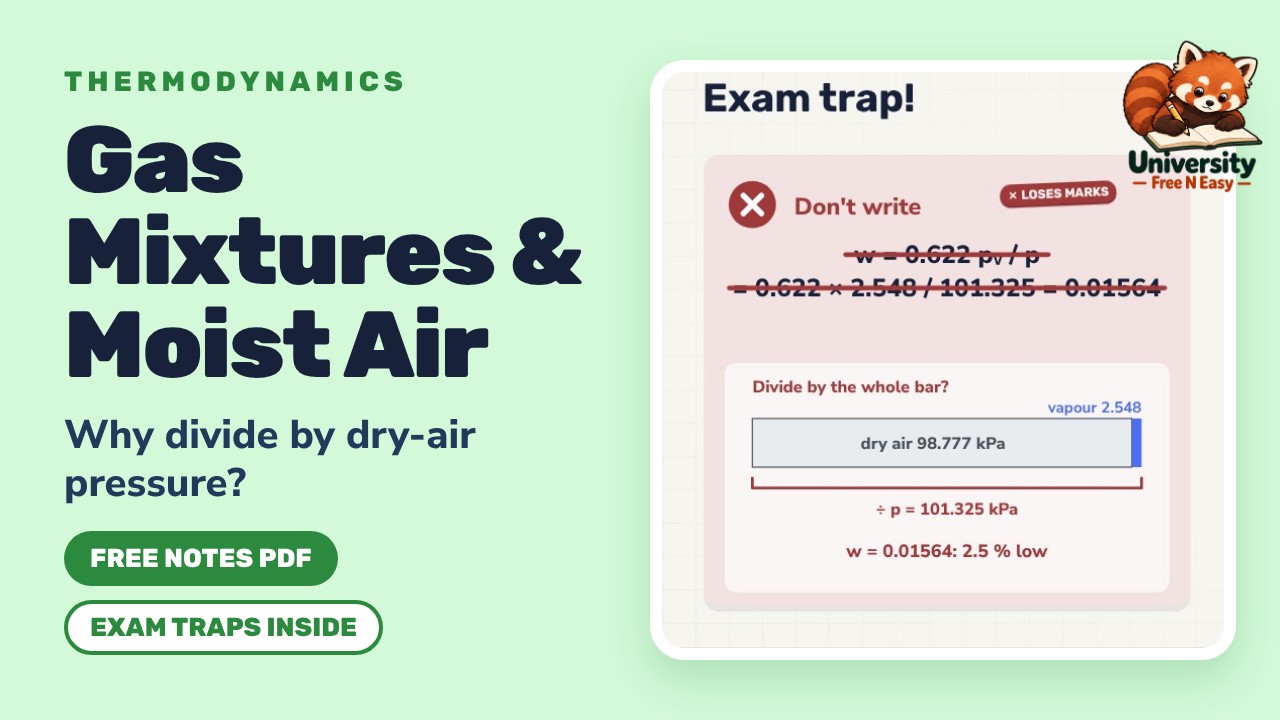 THERMODYNAMICS
Gas
Mixtures &
Moist Air
Why divide by dry-air
pressure?
FREE NOTES PDF
EXAM TRAPS INSIDE
Exam trap!
University
Free N Easy
Don't write
× LOSES MARKS
w = 0.622 pᵥ / p
= 0.622 × 2.548 / 101.325 = 0.01564
Divide by the whole bar?
vapour 2.548
dry air 98.777 kPa
÷ p = 101.325 kPa
w = 0.01564: 2.5 % low